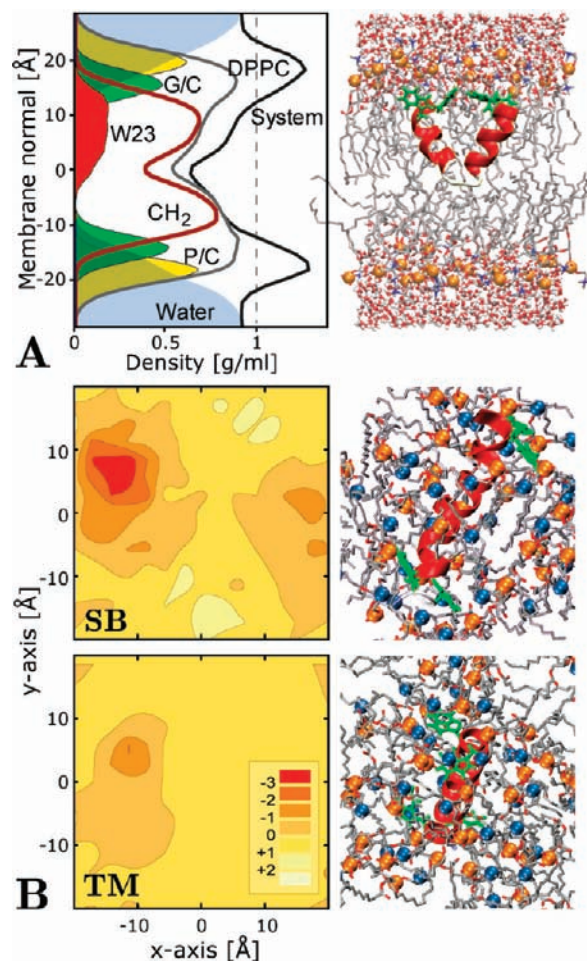 20
10
0
-10
-20
Membrane normal [Å]
G/C
DPPC
W23
System
CH2
P/C
Water
0
0.5
1
Density [g/ml]
A
10
0
-10
SB
y-axis [Å]
10
0
-10
-3
-2
-1
0
+1
+2
TM
B
-10
0
10
x-axis [Å]